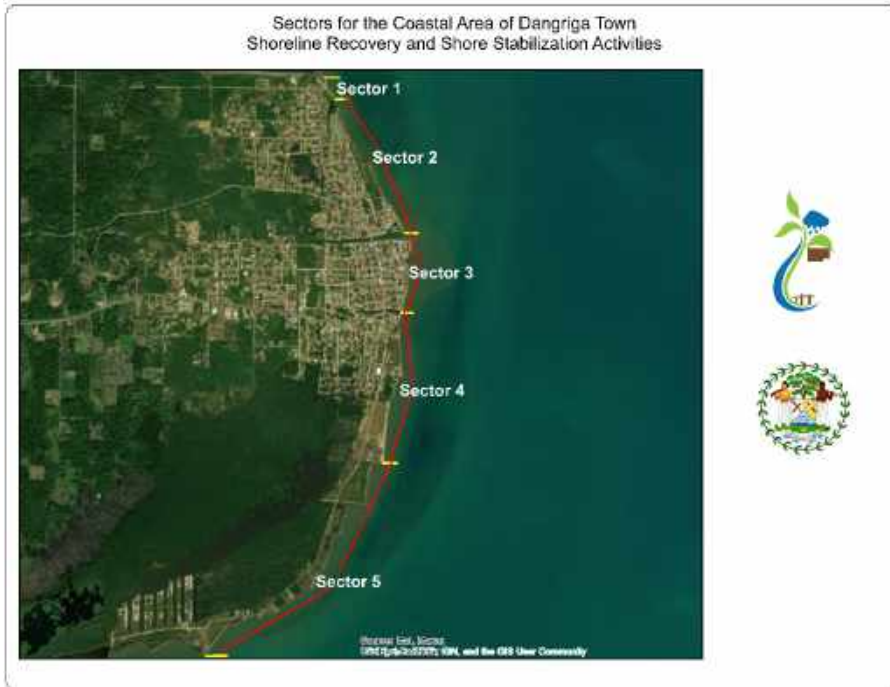 Sectors for the Coastal Area of Dangriga Town
Shoreline Recovery and Shore Stabilization Activities
Sector 1
Sector 2
Sector 3
Sector 4
Sector 5
and the GIS User Community